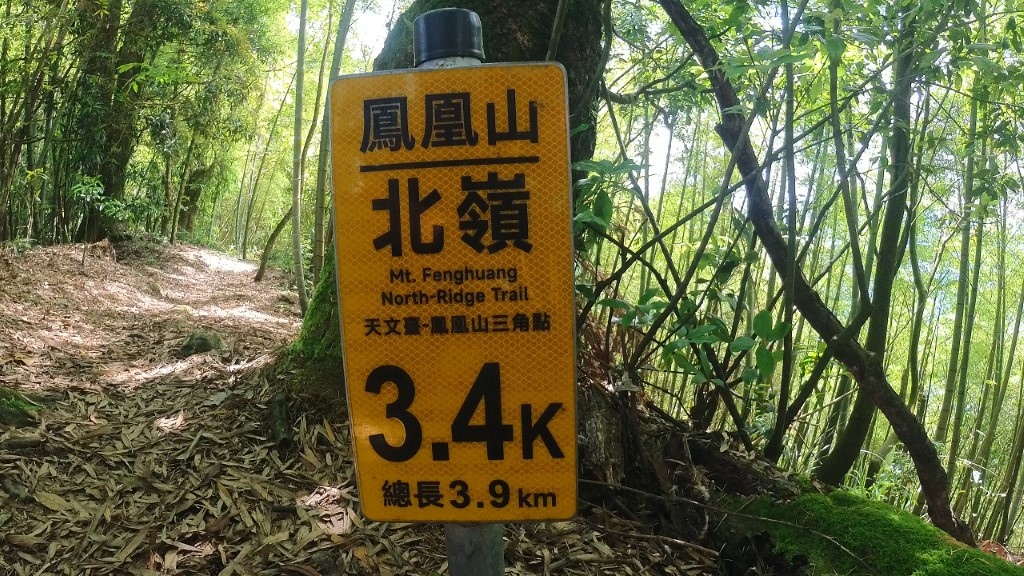 鳳凰山
北嶺
Mt. Fenghuang
North-Ridge Trail
天文臺-鳳凰山三角點
3.4K
總長3.9km